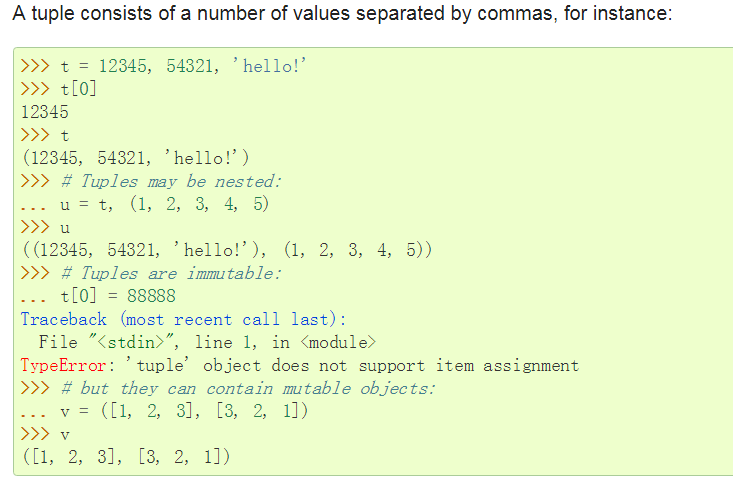 A tuple consists of a number of values separated by commas, for instance:
>>> t = 12345, 54321, 'hello!'
>>> t[0]
12345
>>> t
(12345, 54321, 'hello!')
>>> # Tuples may be nested:
... u = t, (1, 2, 3, 4, 5)
>>> u
((12345, 54321, 'hello!'), (1, 2, 3, 4, 5))
>>> # Tuples are immutable:
... t[0] = 88888
Traceback (most recent call last):
  File "<stdin>", line 1, in <module>
TypeError: 'tuple' object does not support item assignment
>>> # but they can contain mutable objects:
... v = ([1, 2, 3], [3, 2, 1])
>>> v
([1, 2, 3], [3, 2, 1])